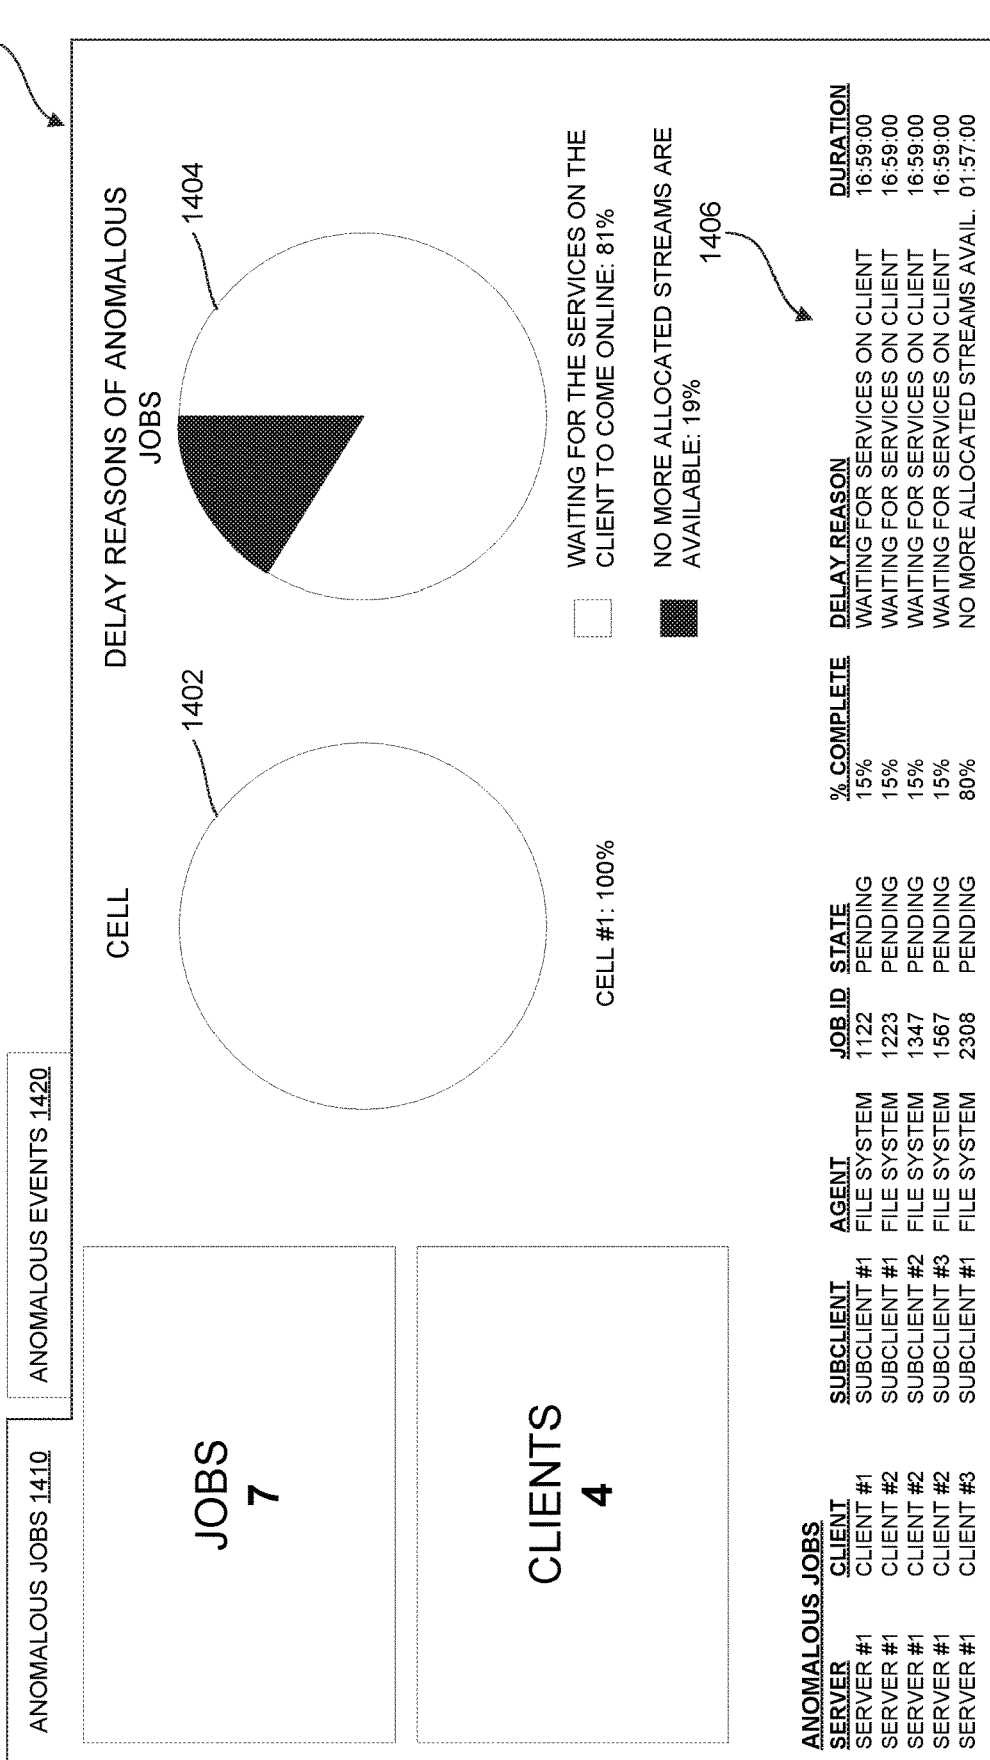 ANOMALOUS JOBS 1410
ANOMALOUS EVENTS 1420
JOBS
7
CLIENTS
4
CELL
1402
CELL #1: 100%
DELAY REASONS OF ANOMALOUS
JOBS
1404
WAITING FOR THE SERVICES ON THE
CLIENT TO COME ONLINE: 81%
NO MORE ALLOCATED STREAMS ARE
AVAILABLE: 19%
1406
ANOMALOUS JOBS
SERVER CLIENT SUBCLIENT AGENT JOB ID STATE % COMPLETE DELAY REASON DURATION
SERVER #1 CLIENT #1 SUBCLIENT #1 FILE SYSTEM 1122 PENDING 15% WAITING FOR SERVICES ON CLIENT 16:59:00
SERVER #1 CLIENT #2 SUBCLIENT #1 FILE SYSTEM 1223 PENDING 15% WAITING FOR SERVICES ON CLIENT 16:59:00
SERVER #1 CLIENT #2 SUBCLIENT #2 FILE SYSTEM 1347 PENDING 15% WAITING FOR SERVICES ON CLIENT 16:59:00
SERVER #1 CLIENT #2 SUBCLIENT #3 FILE SYSTEM 1567 PENDING 15% WAITING FOR SERVICES ON CLIENT 16:59:00
SERVER #1 CLIENT #3 SUBCLIENT #1 FILE SYSTEM 2308 PENDING 80% NO MORE ALLOCATED STREAMS AVAIL. 01:57:00